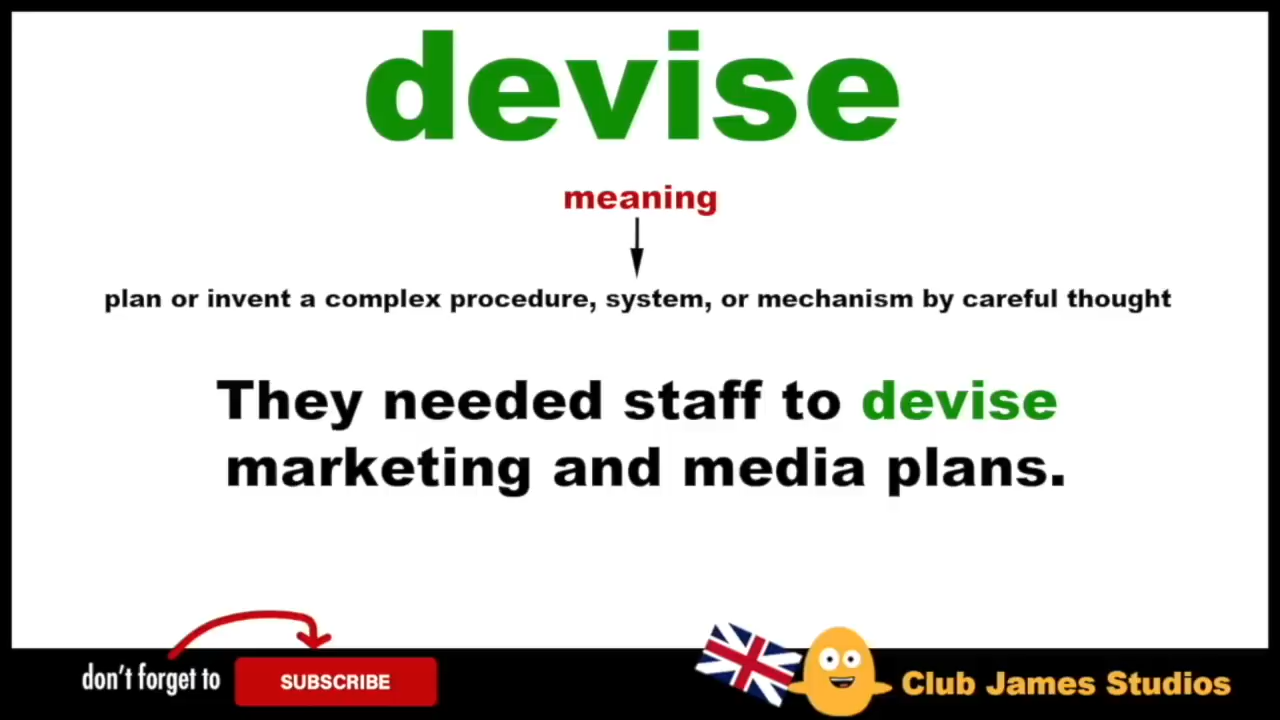 devise
meaning
plan or invent a complex procedure, system, or mechanism by careful thought
They needed staff to devise
marketing and media plans.
don't forget to SUBSCRIBE
Club James Studios